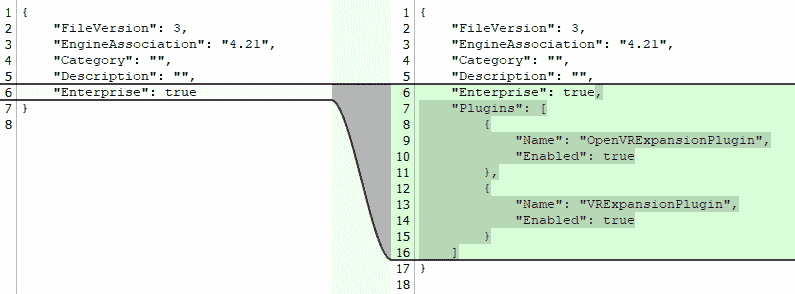 1 {
2     "FileVersion": 3,
3     "EngineAssociation": "4.21",
4     "Category": "",
5     "Description": "",
6     "Enterprise": true
7 }
8
1 {
2     "FileVersion": 3,
3     "EngineAssociation": "4.21",
4     "Category": "",
5     "Description": "",
6     "Enterprise": true,
7     "Plugins": [
8         {
9             "Name": "OpenVRExpansionPlugin",
10             "Enabled": true
11         },
12         {
13             "Name": "VRExpansionPlugin",
14             "Enabled": true
15         }
16     ]
17 }
18